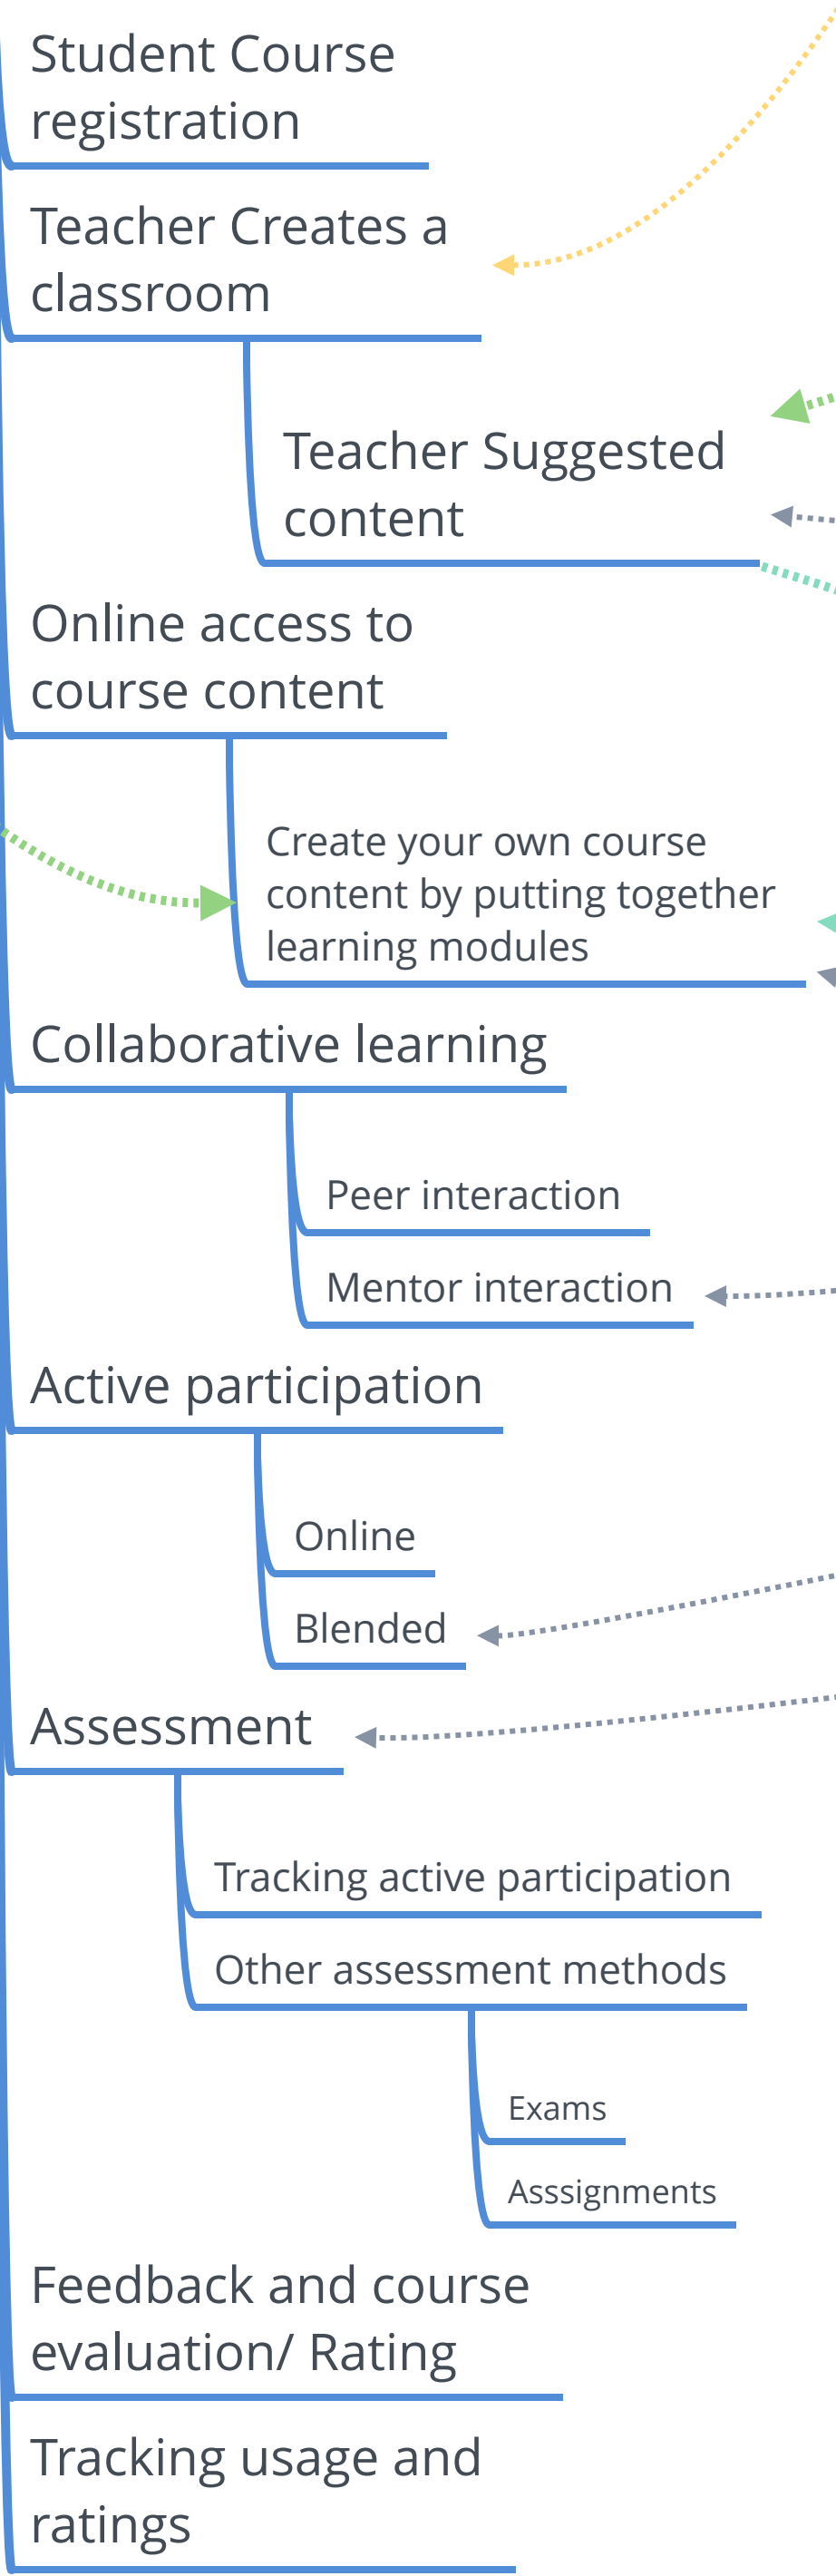 Student Course
registration
Teacher Creates a
classroom
Teacher Suggested
content
Online access to
course content
Create your own course
content by putting together
learning modules
Collaborative learning
Peer interaction
Mentor interaction
Active participation
Online
Blended
Assessment
Tracking active participation
Other assessment methods
Exams
Asssignments
Feedback and course
evaluation/ Rating
Tracking usage and
ratings